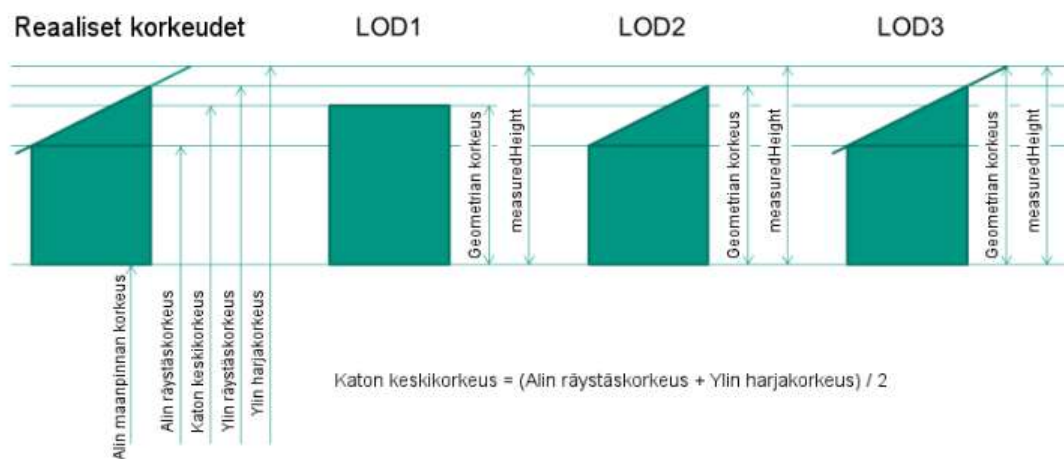 Reaaliset korkeudet
LOD1
LOD2
LOD3
Alin maanpinnan korkeus
Alin räystäskorkeus
Katon keskikorkeus
Ylin räystäskorkeus
Ylin harjakorkeus
Geometrian korkeus
measuredHeight
Geometrian korkeus
measuredHeight
Geometrian korkeus
measuredHeight
Katon keskikorkeus = (Alin räystäskorkeus + Ylin harjakorkeus) / 2